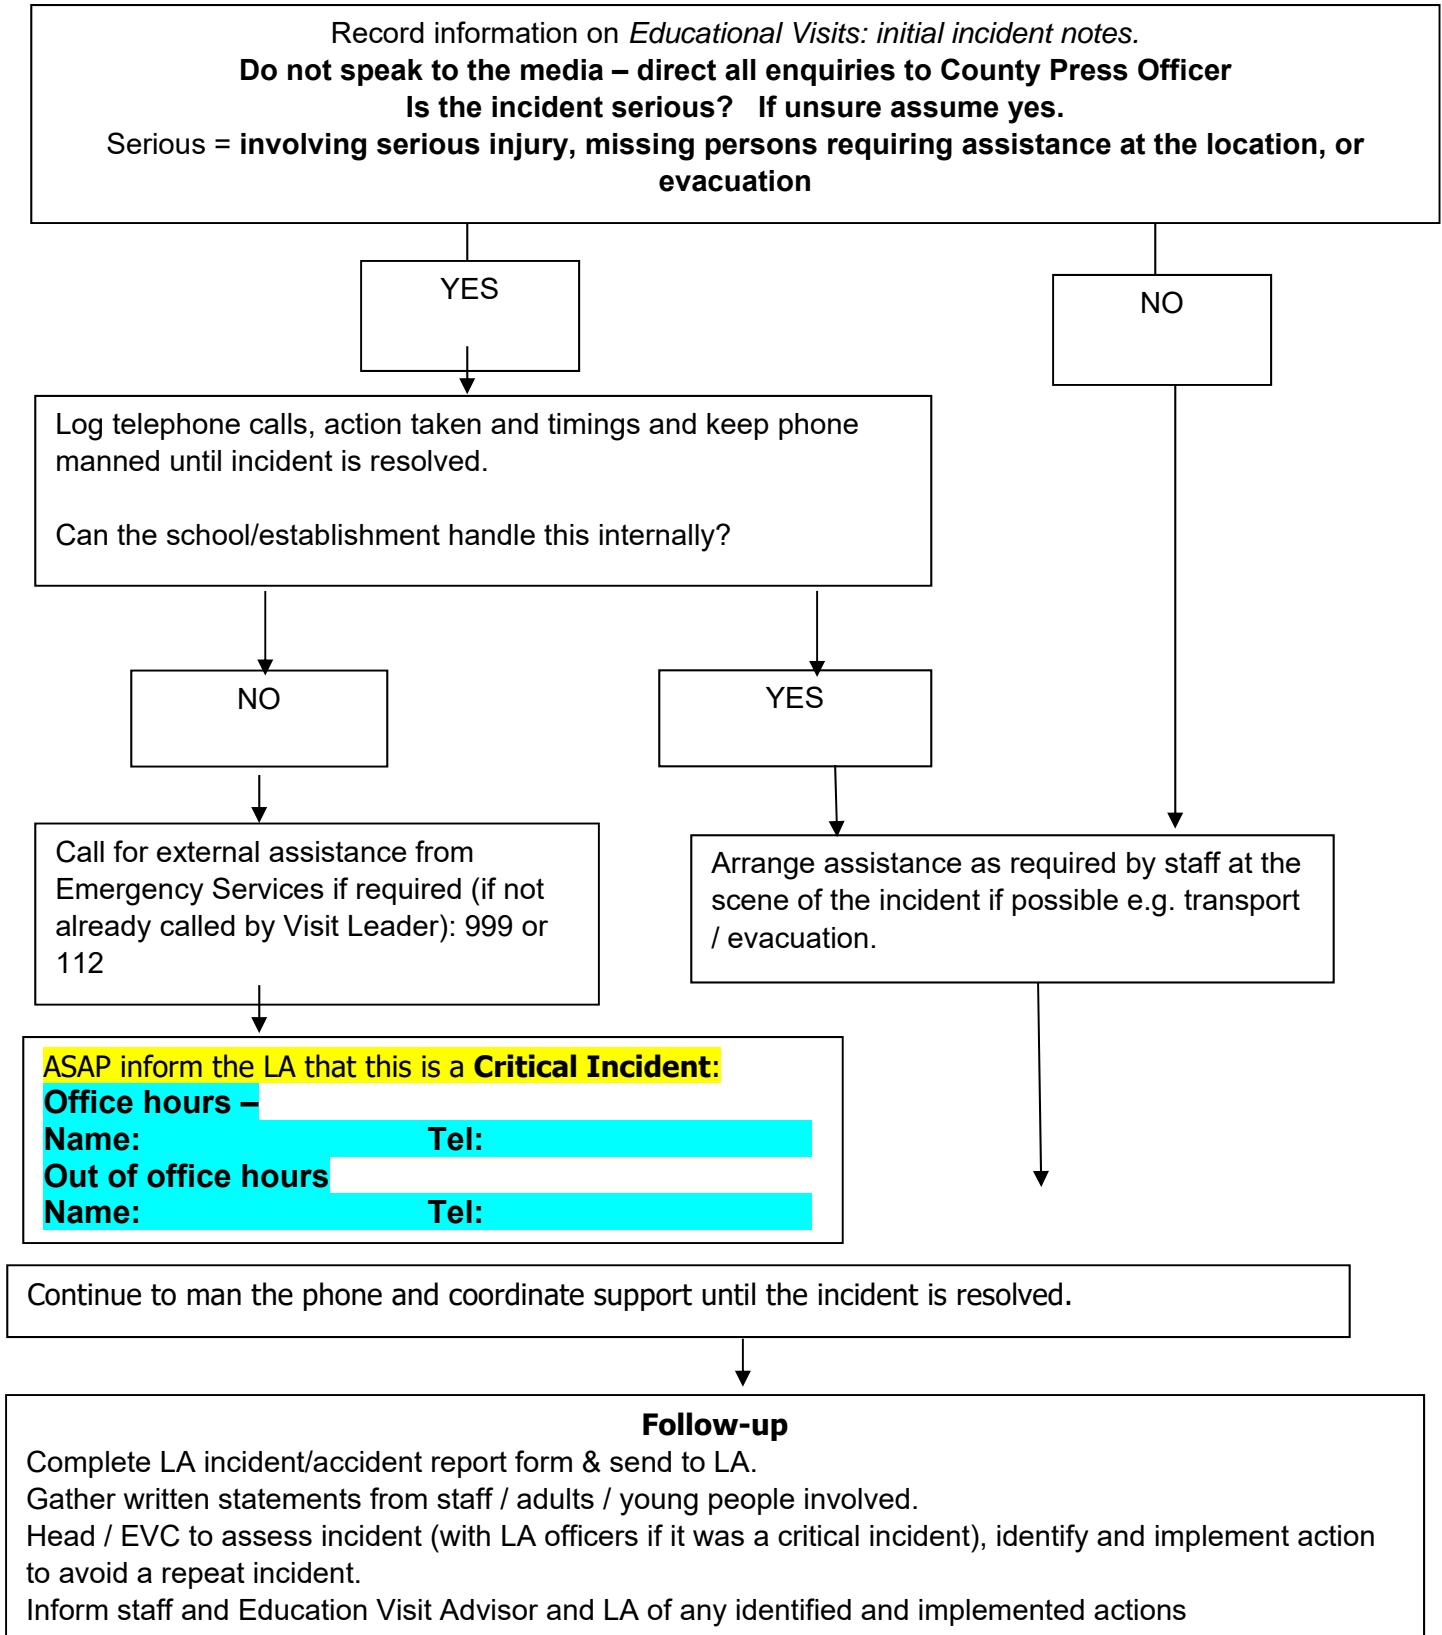 Record information on Educational Visits: initial incident notes.
Do not speak to the media – direct all enquiries to County Press Officer
Is the incident serious? If unsure assume yes.
Serious = involving serious injury, missing persons requiring assistance at the location, or
evacuation
YES
NO
Log telephone calls, action taken and timings and keep phone
manned until incident is resolved.
Can the school/establishment handle this internally?
NO
YES
Call for external assistance from
Emergency Services if required (if not
already called by Visit Leader): 999 or
112
Arrange assistance as required by staff at the
scene of the incident if possible e.g. transport
/ evacuation.
ASAP inform the LA that this is a Critical Incident:
Office hours –
Name: Tel:
Out of office hours
Name: Tel:
Continue to man the phone and coordinate support until the incident is resolved.
Follow-up
Complete LA incident/accident report form & send to LA.
Gather written statements from staff / adults / young people involved.
Head / EVC to assess incident (with LA officers if it was a critical incident), identify and implement action
to avoid a repeat incident.
Inform staff and Education Visit Advisor and LA of any identified and implemented actions